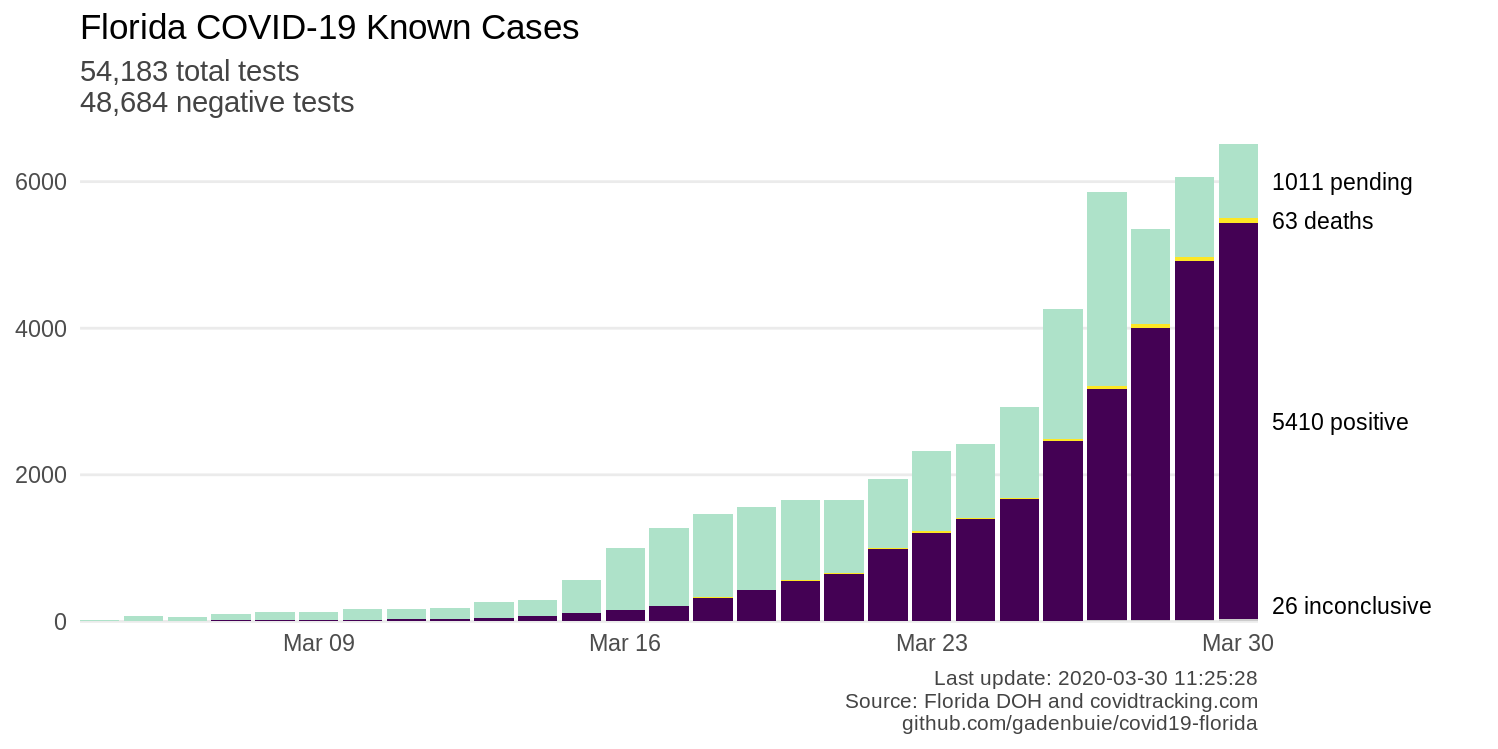 Florida COVID-19 Known Cases
54,183 total tests
48,684 negative tests
6000
4000
2000
0
1011 pending
63 deaths
5410 positive
26 inconclusive
Mar 09
Mar 16
Mar 23
Mar 30
Last update: 2020-03-30 11:25:28
Source: Florida DOH and covidtracking.com
github.com/gadenbuie/covid19-florida